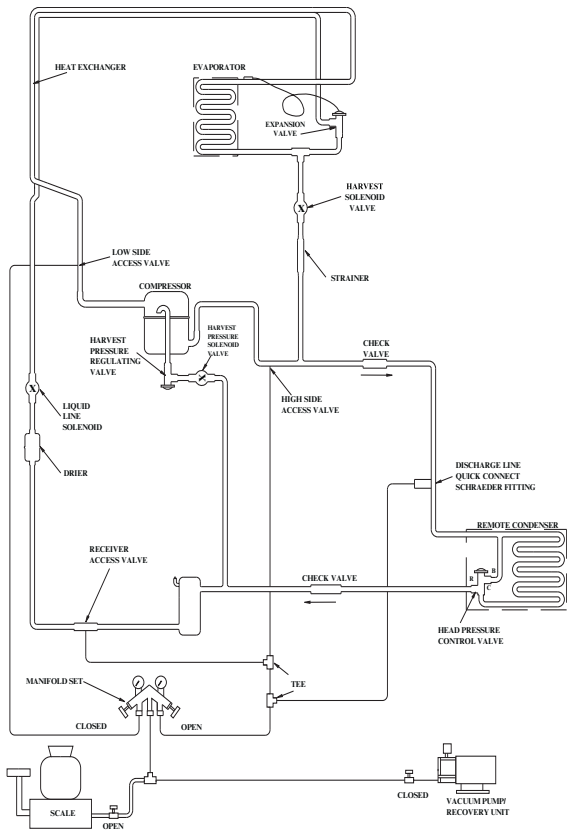 HEAT EXCHANGER
EVAPORATOR
EXPANSION
VALVE
HARVEST
SOLENOID
VALVE
X
STRAINER
LOW SIDE
ACCESS VALVE
COMPRESSOR
HARVEST
PRESSURE
REGULATING
VALVE
HARVEST
PRESSURE
SOLENOID
VALVE
X
CHECK
VALVE
HIGH SIDE
ACCESS VALVE
X
LIQUID
LINE
SOLENOID
DRIER
DISCHARGE LINE
QUICK CONNECT
SCHRAEDER FITTING
REMOTE CONDENSER
RECEIVER
ACCESS VALVE
CHECK VALVE
R
B
C
HEAD PRESSURE
CONTROL VALVE
MANIFOLD SET
TEE
CLOSED
OPEN
SCALE
OPEN
CLOSED
VACUUM PUMP/
RECOVERY UNIT